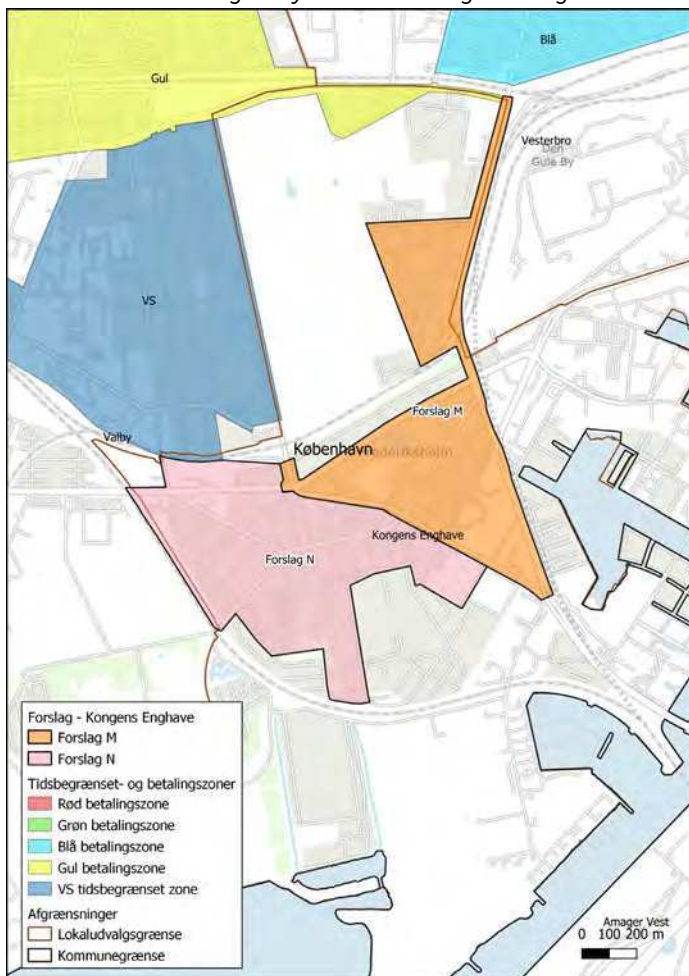 Blå
Gul
Vesterbro
Den
Gule By
VS
Forslag M
Valby
København
Kongens Enghave
Forslag N
Forslag - Kongens Enghave
Forslag M
Forslag N
Tidsbegrænset- og betalingszoner
Rød betalingszone
Grøn betalingszone
Blå betalingszone
Gul betalingszone
VS tidsbegrænset zone
Afgrænsninger
Lokaludvalgsgrænse
Kommunegrænse
Amager Vest
0 100 200 m